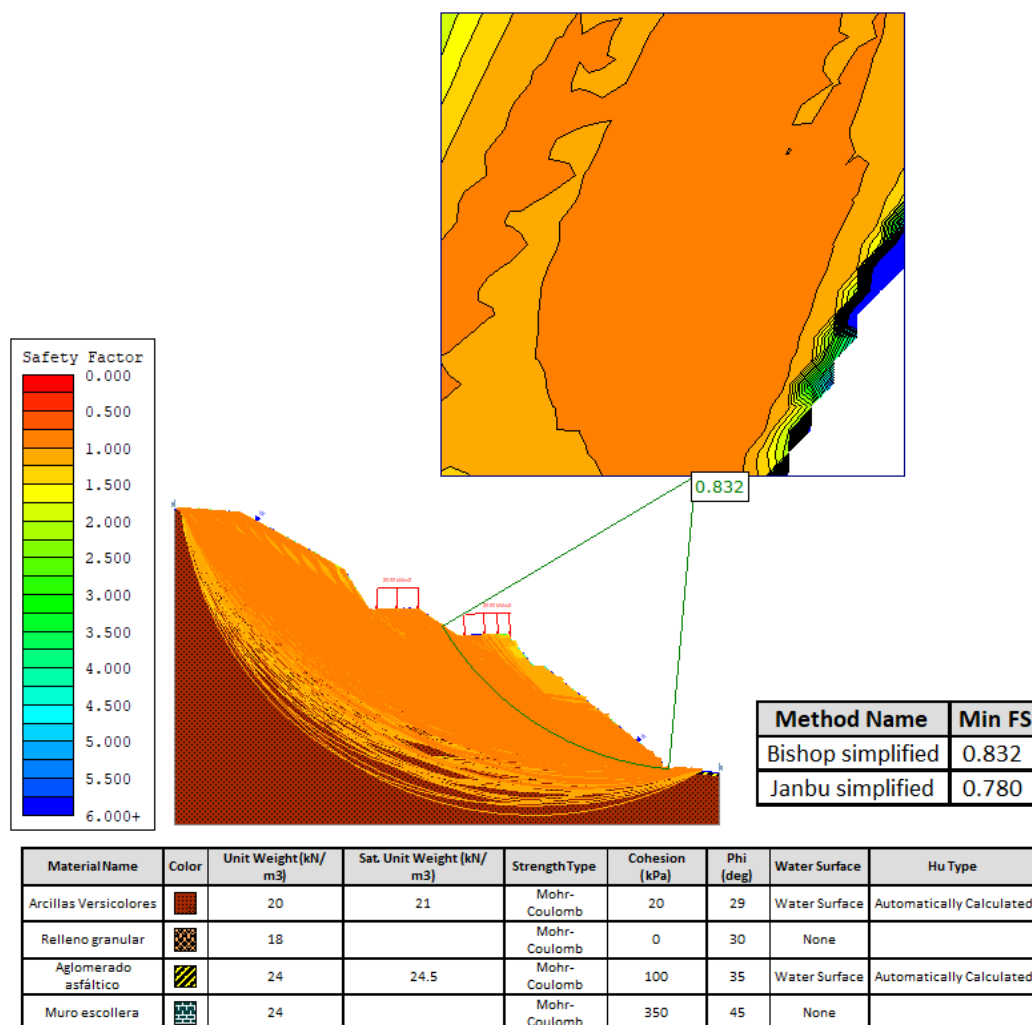 Safety Factor
0.000
0.500
1.000
1.500
2.000
2.500
3.000
3.500
4.000
4.500
5.000
5.500
6.000+
0.832
Method Name Min FS
Bishop simplified 0.832
Janbu simplified 0.780
Material Name Color Unit Weight (kN/ m3) Sat. Unit Weight (kN/ m3) Strength Type Cohesion (kPa) Phi (deg) Water Surface Hu Type
Arcillas Versicolores 20 21 Mohr-Coulomb 20 29 Water Surface Automatically Calculated
Relleno granular 18 Mohr-Coulomb 0 30 None
Aglomerado asfáltico 24 24.5 Mohr-Coulomb 100 35 Water Surface Automatically Calculated
Muro escollera 24 Mohr-Coulomb 350 45 None